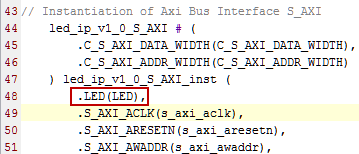 43 // Instantiation of Axi Bus Interface S_AXI
44 led_ip_v1_0_S_AXI # (
45 .C_S_AXI_DATA_WIDTH(C_S_AXI_DATA_WIDTH),
46 .C_S_AXI_ADDR_WIDTH(C_S_AXI_ADDR_WIDTH)
47 ) led_ip_v1_0_S_AXI_inst (
48 .LED(LED),
49 .S_AXI_ACLK(s_axi_aclk),
50 .S_AXI_ARESETN(s_axi_aresetn),
51 .S_AXI_AWADDR(s_axi_awaddr),